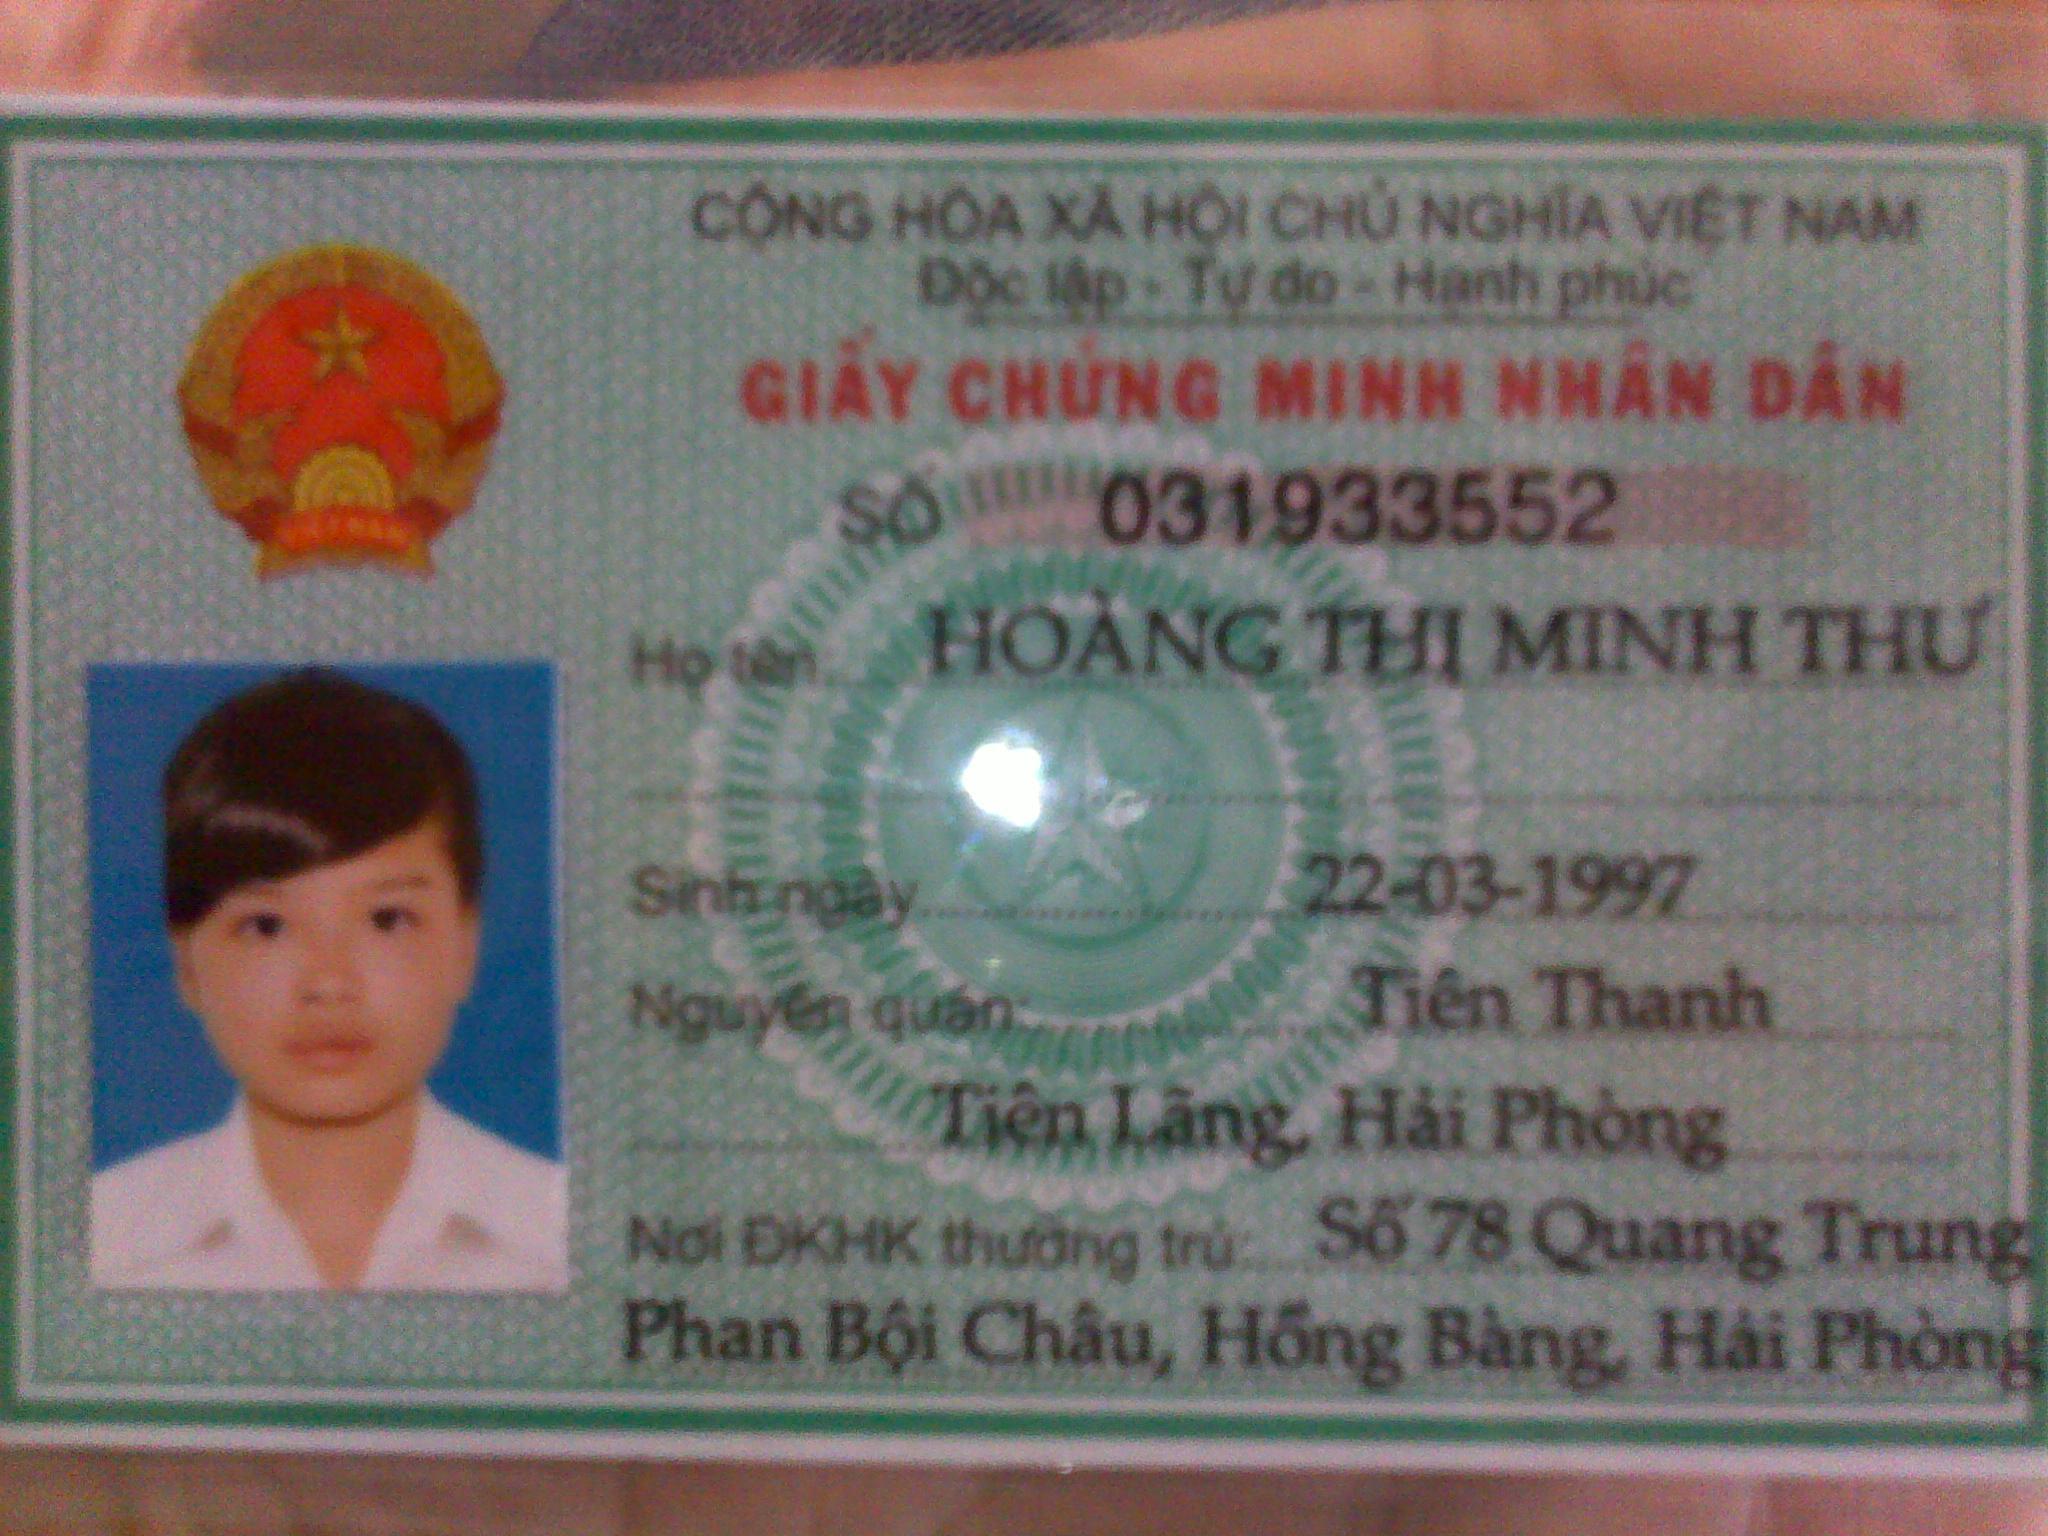 CỘNG HÒA XÃ HỘI CHỦ NGHĨA VIỆT NAM
Độc lập - Tự do - Hạnh phúc
GIẤY CHỨNG MINH NHÂN DÂN
SỐ 031933552
Họ tên HOÀNG THỊ MINH THƯ
Sinh ngày 22-03-1997
Nguyên quán: Tiên Thanh
Tiên Lãng, Hải Phòng
Nơi ĐKHK thường trú: Số 78 Quang Trung
Phan Bội Châu, Hồng Bàng, Hải Phòng